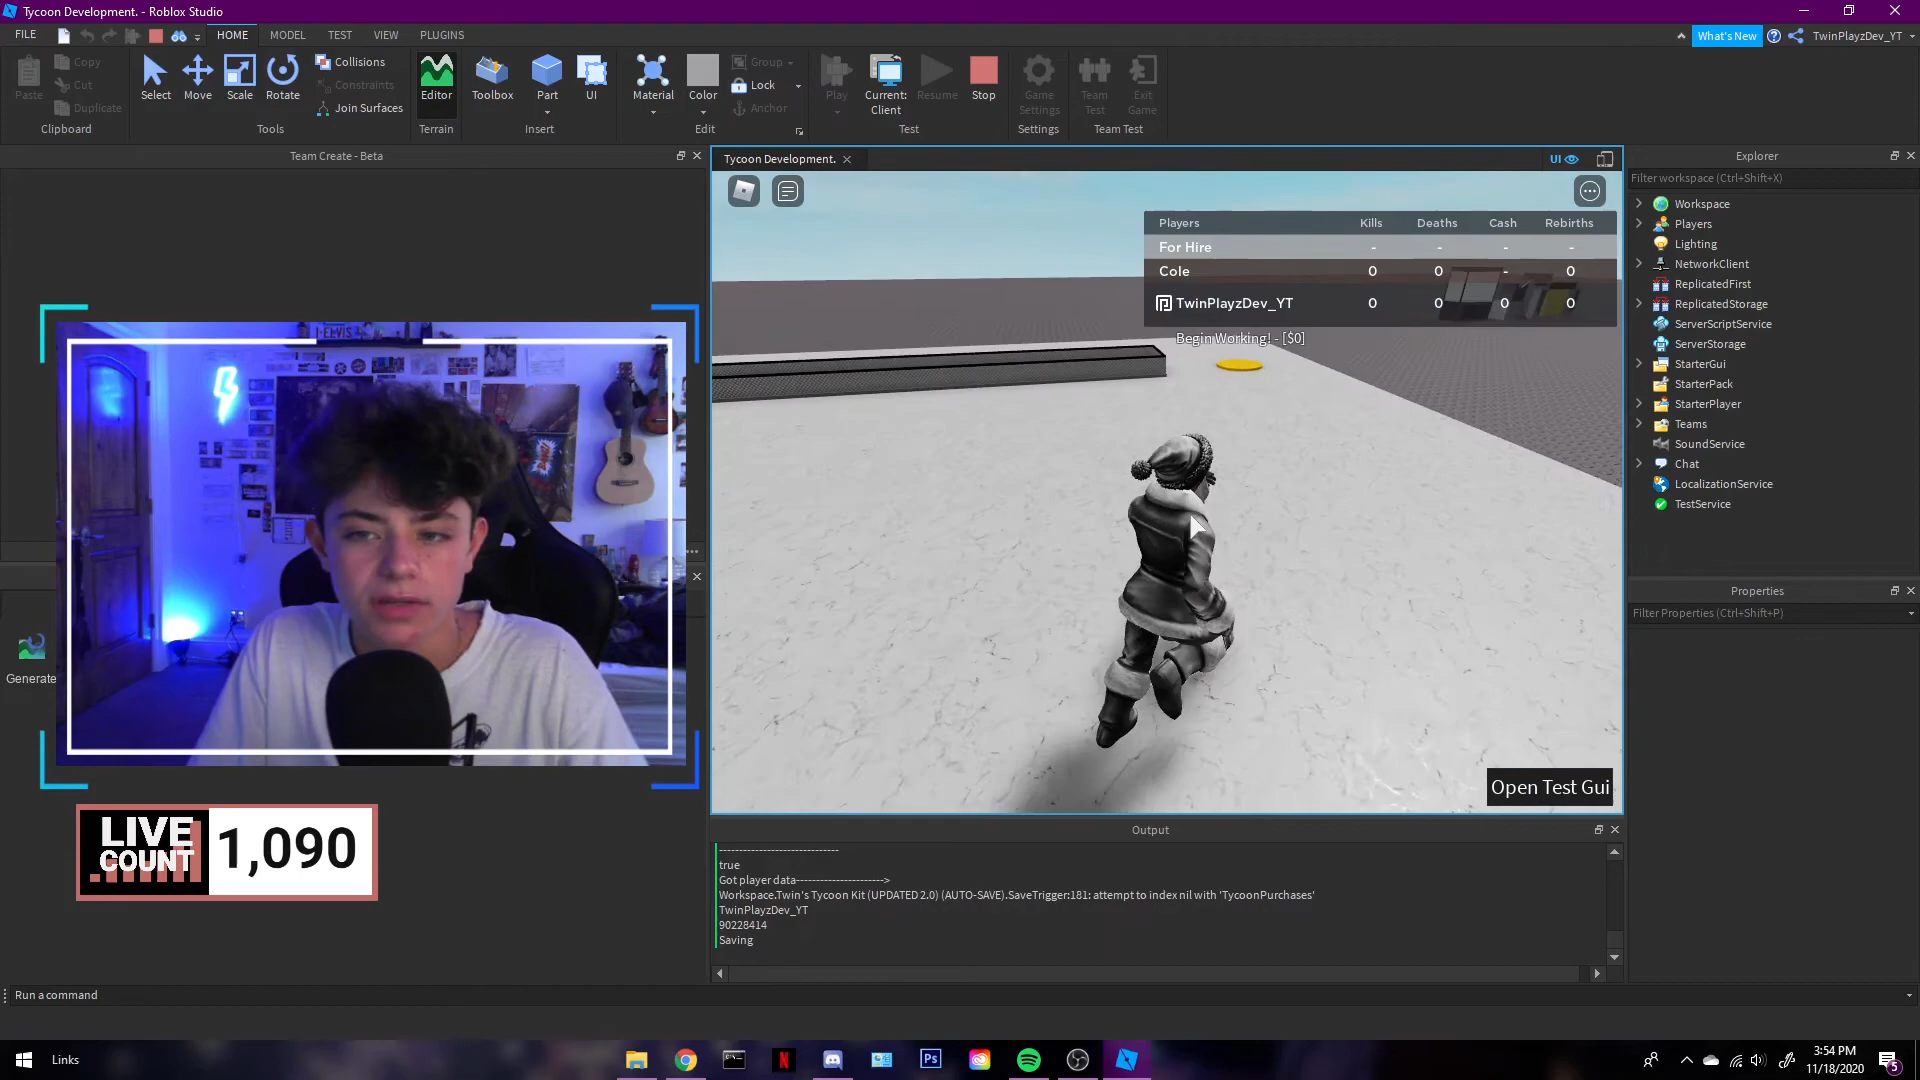 Tycoon Development. - Roblox Studio
FILE HOME MODEL TEST VIEW PLUGINS What's New TwinPlayzDev_YT
Paste Copy Cut Duplicate Select Move Scale Rotate Collisions Constraints Join Surfaces Editor Toolbox Part UI Material Color Group Lock Anchor Play Current: Client Resume Stop Game Settings Team Test Exit Game
Clipboard Tools Terrain Insert Edit Test Settings Team Test
Team Create - Beta
Tycoon Development. UI
Players Kills Deaths Cash Rebirths
For Hire - - - -
Cole 0 0 - 0
TwinPlayzDev_YT 0 0 0 0
Begin Working! - [$0]
Open Test Gui
Generate
LIVE COUNT 1,090
Output
------------------------------
true
Got player data---------------------->
Workspace.Twin's Tycoon Kit (UPDATED 2.0) (AUTO-SAVE).SaveTrigger:181: attempt to index nil with 'TycoonPurchases'
TwinPlayzDev_YT
90228414
Saving
Explorer
Filter workspace (Ctrl+Shift+X)
Workspace
Players
Lighting
NetworkClient
ReplicatedFirst
ReplicatedStorage
ServerScriptService
ServerStorage
StarterGui
StarterPack
StarterPlayer
Teams
SoundService
Chat
LocalizationService
TestService
Properties
Filter Properties (Ctrl+Shift+P)
Run a command
Links
Ps
3:54 PM
11/18/2020
5